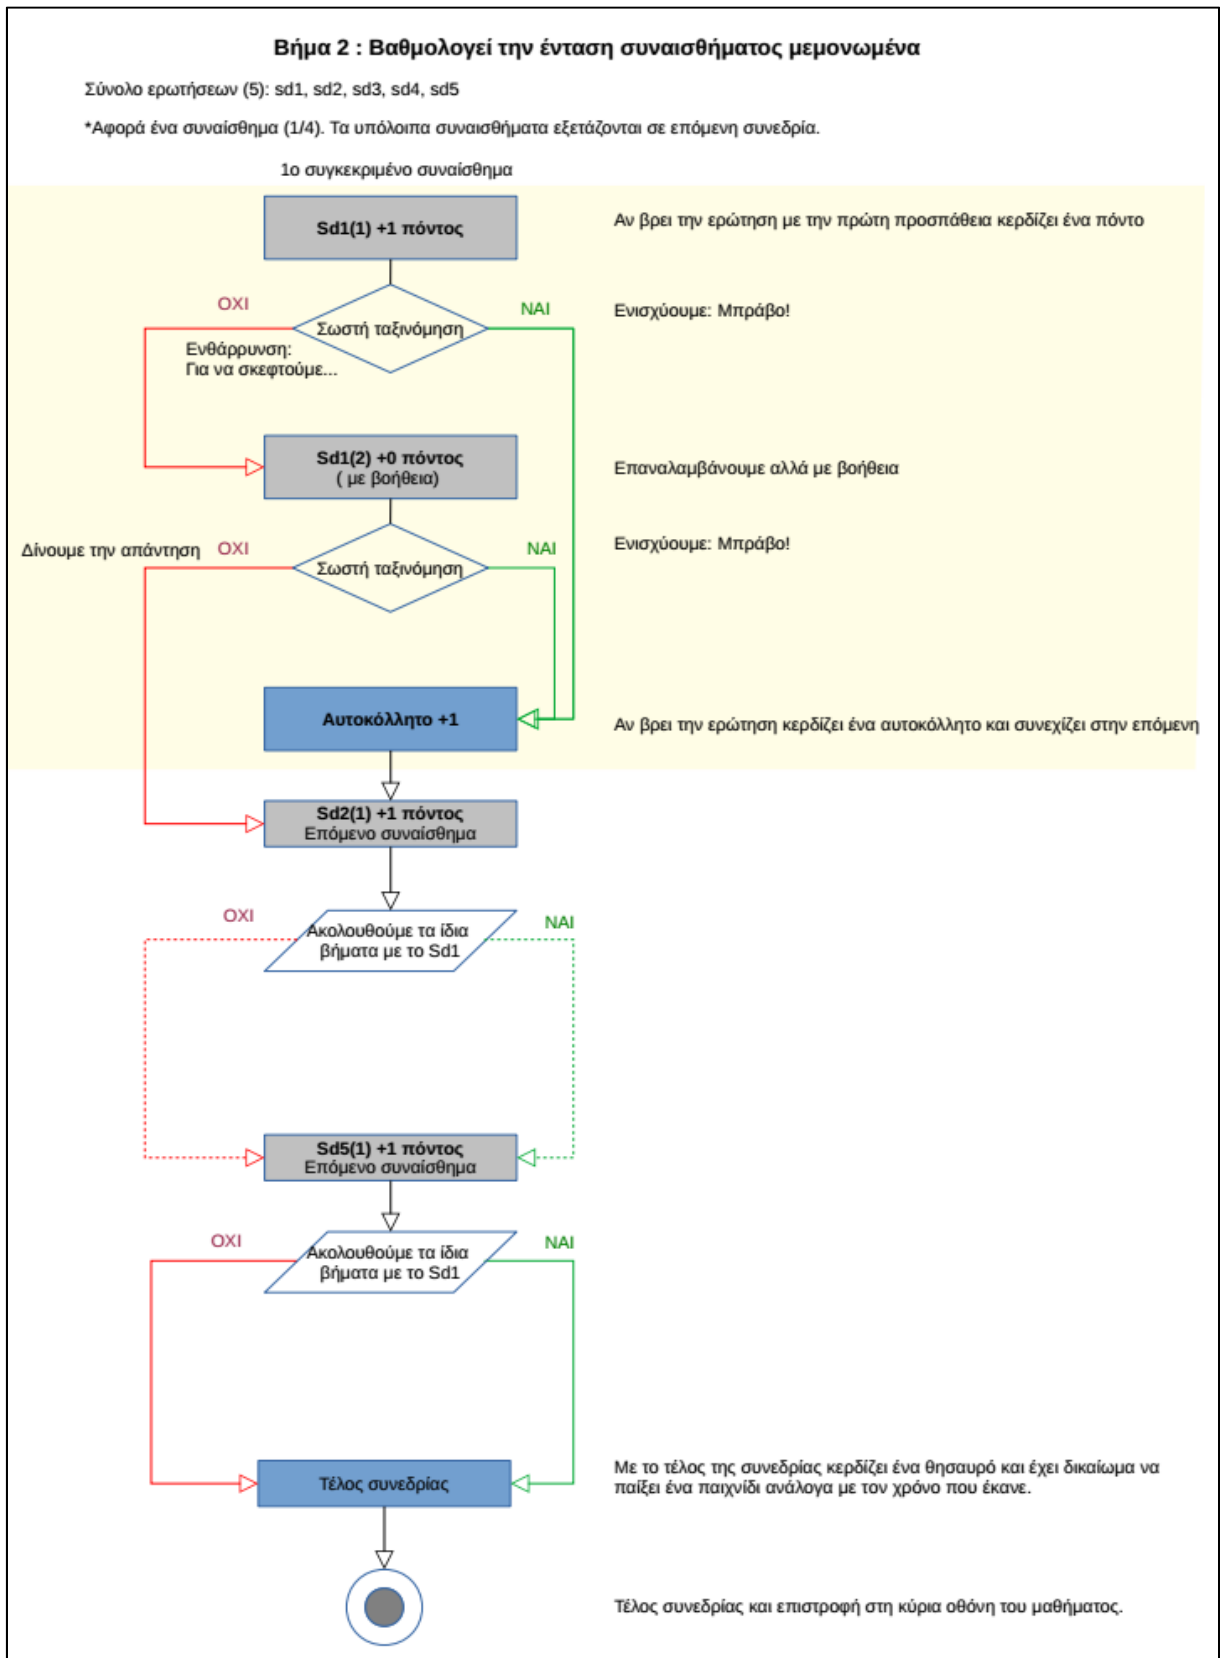 Βήμα 2 : Βαθμολογεί την ένταση συναισθήματος μεμονωμένα
Σύνολο ερωτήσεων (5): sd1, sd2, sd3, sd4, sd5
*Αφορά ένα συναίσθημα (1/4). Τα υπόλοιπα συναισθήματα εξετάζονται σε επόμενη συνεδρία.
1ο συγκεκριμένο συναίσθημα
Sd1(1) +1 πόντος
Αν βρει την ερώτηση με την πρώτη προσπάθεια κερδίζει ένα πόντο
ΟΧΙ
ΝΑΙ
Ενισχύουμε: Μπράβο!
Σωστή ταξινόμηση
Ενθάρρυνση:
Για να σκεφτούμε...
Sd1(2) +0 πόντος
( με βοήθεια)
Επαναλαμβάνουμε αλλά με βοήθεια
Δίνουμε την απάντηση
ΟΧΙ
ΝΑΙ
Ενισχύουμε: Μπράβο!
Σωστή ταξινόμηση
Αυτοκόλλητο +1
Αν βρει την ερώτηση κερδίζει ένα αυτοκόλλητο και συνεχίζει στην επόμενη
Sd2(1) +1 πόντος
Επόμενο συναίσθημα
ΟΧΙ
ΝΑΙ
Ακολουθούμε τα ίδια
βήματα με το Sd1
Sd5(1) +1 πόντος
Επόμενο συναίσθημα
ΟΧΙ
ΝΑΙ
Ακολουθούμε τα ίδια
βήματα με το Sd1
Τέλος συνεδρίας
Με το τέλος της συνεδρίας κερδίζει ένα θησαυρό και έχει δικαίωμα να
παίξει ένα παιχνίδι ανάλογα με τον χρόνο που έκανε.
Τέλος συνεδρίας και επιστροφή στη κύρια οθόνη του μαθήματος.